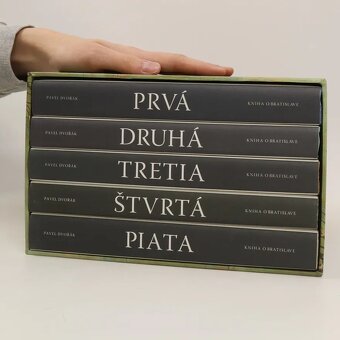 PAVEL DVOŘÁK PRVÁ KNIHA O BRATISLAVE
PAVEL DVOŘÁK DRUHÁ KNIHA O BRATISLAVE
PAVEL DVOŘÁK TRETIA KNIHA O BRATISLAVE
PAVEL DVOŘÁK ŠTVRTÁ KNIHA O BRATISLAVE
PAVEL DVOŘÁK PIATA KNIHA O BRATISLAVE